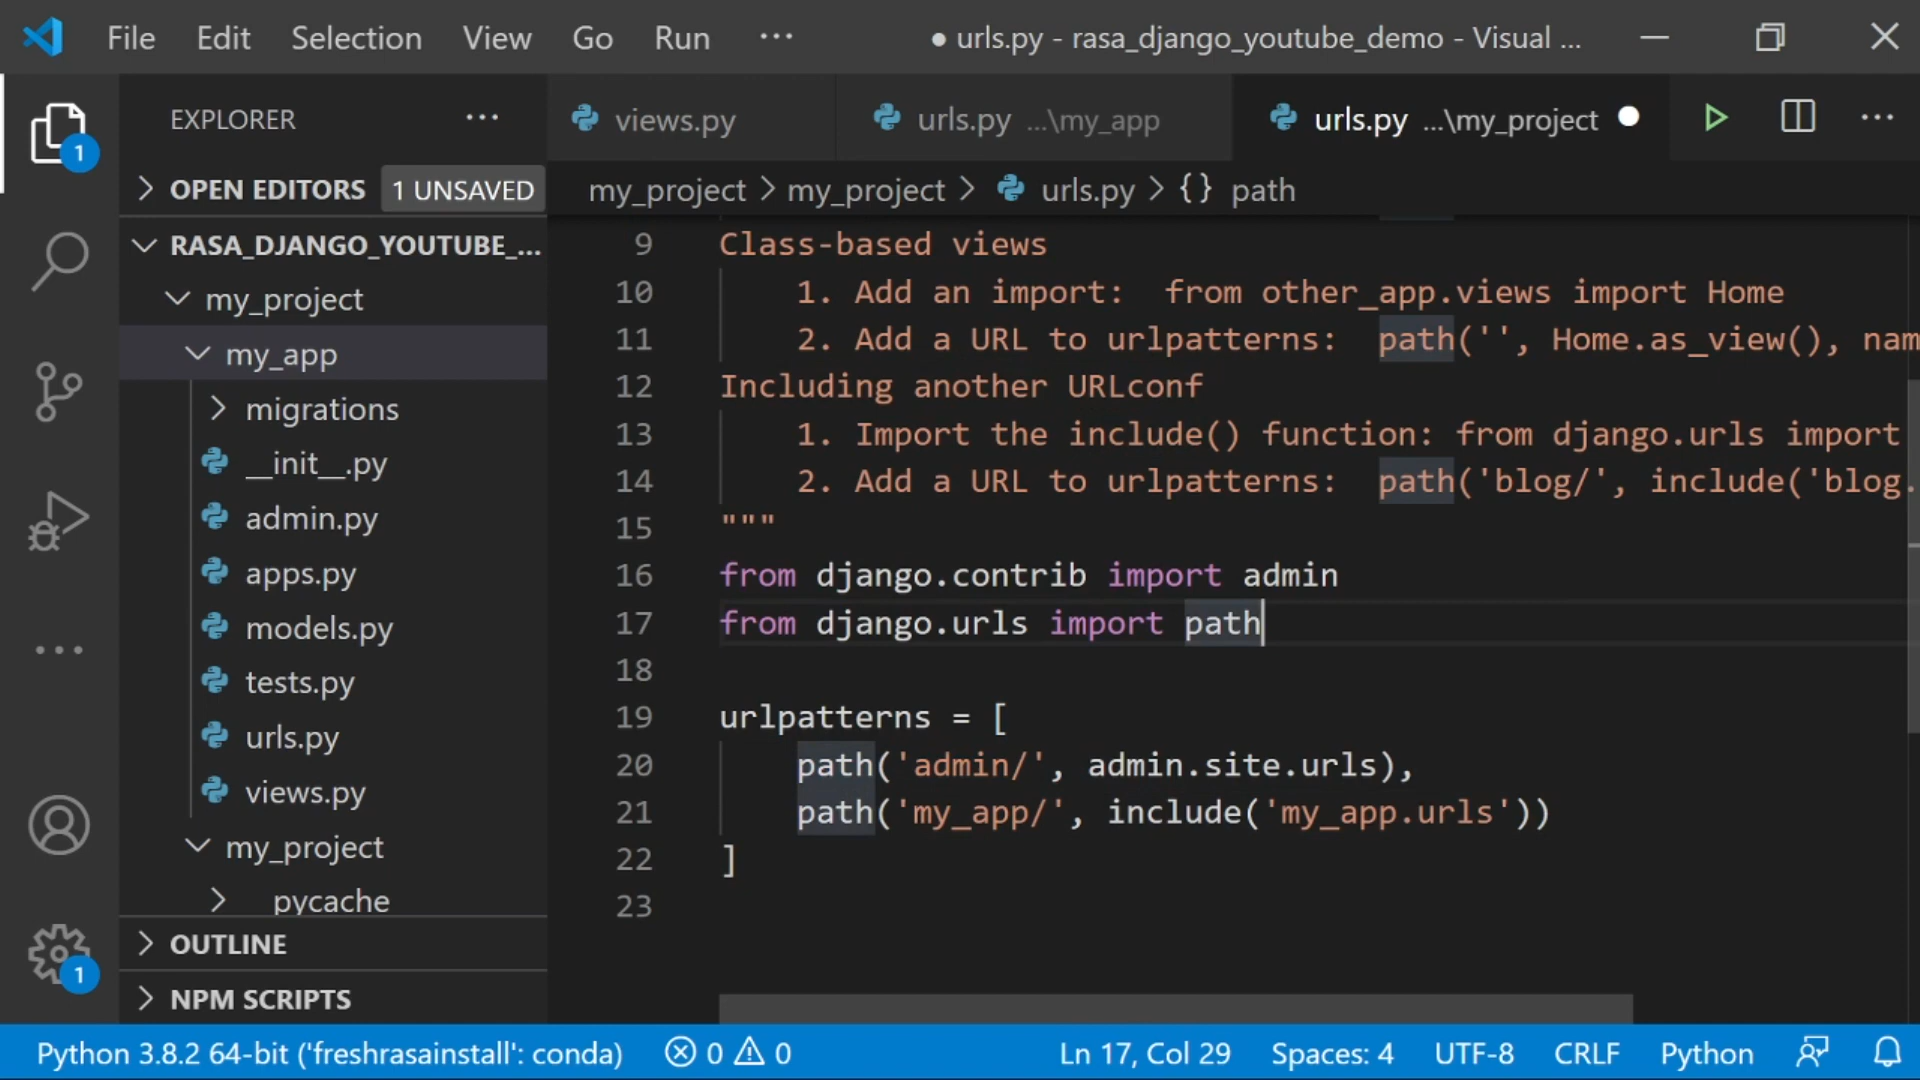 File Edit Selection View Go Run ··· ● urls.py - rasa_django_youtube_demo - Visual ...
EXPLORER ···
views.py urls.py ...\my_app urls.py ...\my_project
1
OPEN EDITORS 1 UNSAVED
my_project > my_project > urls.py > {} path
RASA_DJANGO_YOUTUBE_...
my_project
my_app
migrations
__init__.py
admin.py
apps.py
models.py
tests.py
urls.py
views.py
my_project
pycache
OUTLINE
NPM SCRIPTS
1
9 Class-based views
10 1. Add an import:  from other_app.views import Home
11 2. Add a URL to urlpatterns:  path('', Home.as_view(), nam
12 Including another URLconf
13 1. Import the include() function: from django.urls import
14 2. Add a URL to urlpatterns:  path('blog/', include('blog.
15 """
16 from django.contrib import admin
17 from django.urls import path
18
19 urlpatterns = [
20 path('admin/', admin.site.urls),
21 path('my_app/', include('my_app.urls'))
22 ]
23
Python 3.8.2 64-bit ('freshrasainstall': conda) 0 0 Ln 17, Col 29 Spaces: 4 UTF-8 CRLF Python